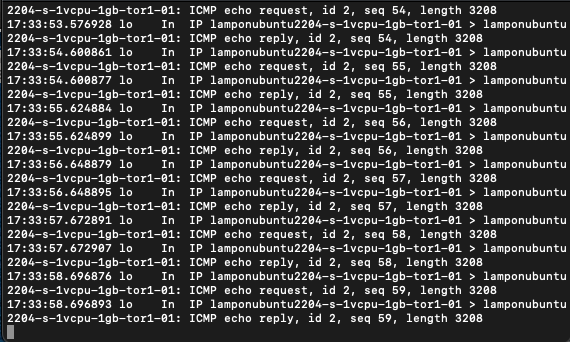 2204-s-1vcpu-1gb-tor1-01: ICMP echo request, id 2, seq 54, length 3208
17:33:53.576928 lo    In  IP lamponubuntu2204-s-1vcpu-1gb-tor1-01 > lamponubuntu
2204-s-1vcpu-1gb-tor1-01: ICMP echo reply, id 2, seq 54, length 3208
17:33:54.600861 lo    In  IP lamponubuntu2204-s-1vcpu-1gb-tor1-01 > lamponubuntu
2204-s-1vcpu-1gb-tor1-01: ICMP echo request, id 2, seq 55, length 3208
17:33:54.600877 lo    In  IP lamponubuntu2204-s-1vcpu-1gb-tor1-01 > lamponubuntu
2204-s-1vcpu-1gb-tor1-01: ICMP echo reply, id 2, seq 55, length 3208
17:33:55.624884 lo    In  IP lamponubuntu2204-s-1vcpu-1gb-tor1-01 > lamponubuntu
2204-s-1vcpu-1gb-tor1-01: ICMP echo request, id 2, seq 56, length 3208
17:33:55.624899 lo    In  IP lamponubuntu2204-s-1vcpu-1gb-tor1-01 > lamponubuntu
2204-s-1vcpu-1gb-tor1-01: ICMP echo reply, id 2, seq 56, length 3208
17:33:56.648879 lo    In  IP lamponubuntu2204-s-1vcpu-1gb-tor1-01 > lamponubuntu
2204-s-1vcpu-1gb-tor1-01: ICMP echo request, id 2, seq 57, length 3208
17:33:56.648895 lo    In  IP lamponubuntu2204-s-1vcpu-1gb-tor1-01 > lamponubuntu
2204-s-1vcpu-1gb-tor1-01: ICMP echo reply, id 2, seq 57, length 3208
17:33:57.672891 lo    In  IP lamponubuntu2204-s-1vcpu-1gb-tor1-01 > lamponubuntu
2204-s-1vcpu-1gb-tor1-01: ICMP echo request, id 2, seq 58, length 3208
17:33:57.672907 lo    In  IP lamponubuntu2204-s-1vcpu-1gb-tor1-01 > lamponubuntu
2204-s-1vcpu-1gb-tor1-01: ICMP echo reply, id 2, seq 58, length 3208
17:33:58.696876 lo    In  IP lamponubuntu2204-s-1vcpu-1gb-tor1-01 > lamponubuntu
2204-s-1vcpu-1gb-tor1-01: ICMP echo request, id 2, seq 59, length 3208
17:33:58.696893 lo    In  IP lamponubuntu2204-s-1vcpu-1gb-tor1-01 > lamponubuntu
2204-s-1vcpu-1gb-tor1-01: ICMP echo reply, id 2, seq 59, length 3208